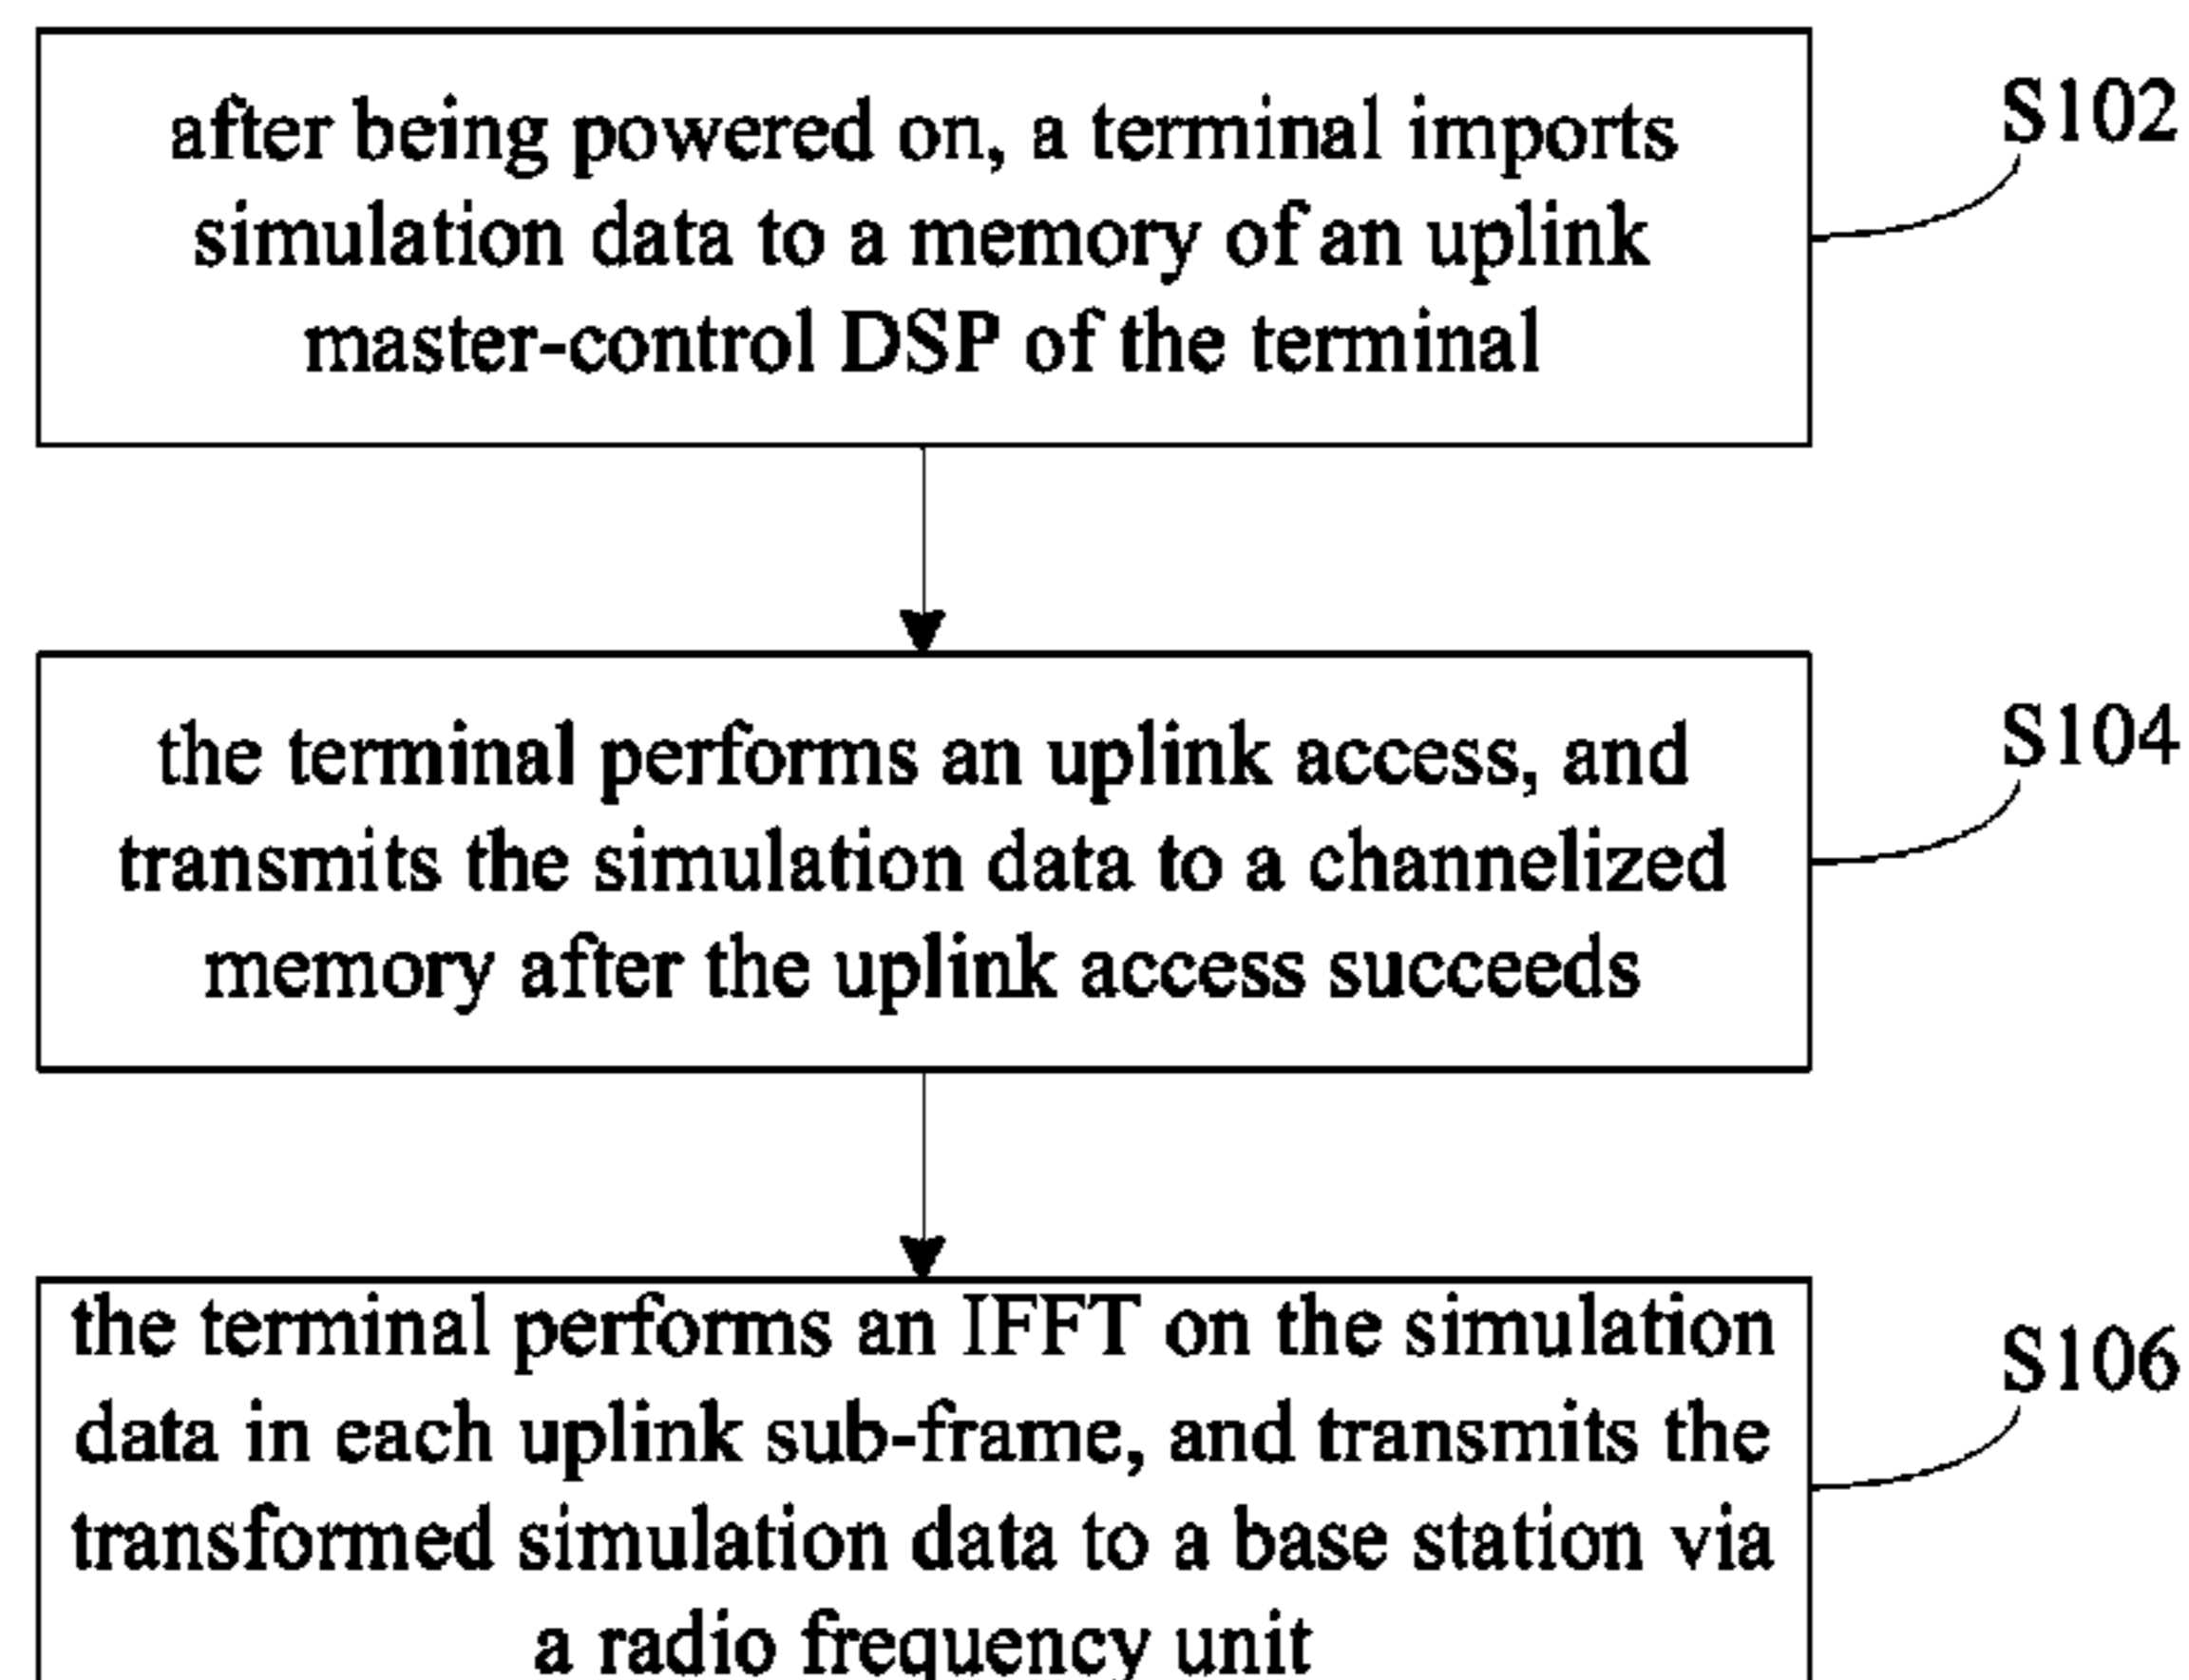 after being powered on, a terminal imports
simulation data to a memory of an uplink
master-control DSP of the terminal
S102
the terminal performs an uplink access, and
transmits the simulation data to a channelized
memory after the uplink access succeeds
S104
the terminal performs an IFFT on the simulation
data in each uplink sub-frame, and transmits the
transformed simulation data to a base station via
a radio frequency unit
S106